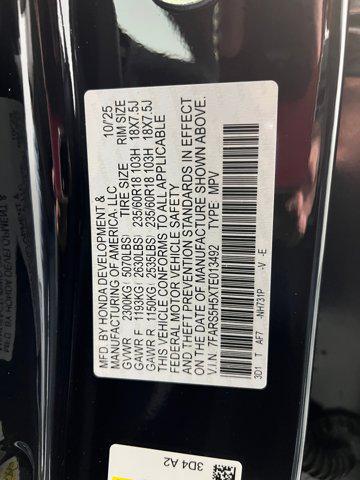 MFD. BY HONDA DEVELOPMENT &
MANUFACTURING OF AMERICA, LLC 10/'25
TIRE SIZE RIM SIZE
GVWR 2300KG( 5070LBS)
GAWR F 1193KG( 2630LBS) 235/60R18 103H 18X7.5J
GAWR R 1150KG( 2535LBS) 235/60R18 103H 18X7.5J
THIS VEHICLE CONFORMS TO ALL APPLICABLE
FEDERAL MOTOR VEHICLE SAFETY
AND THEFT PREVENTION STANDARDS IN EFFECT
ON THE DATE OF MANUFACTURE SHOWN ABOVE.
V.I.N. 7FARS5H5XTE013492 TYPE: MPV
3D1 T AF7 -NH731P -V -E
3D4 A2